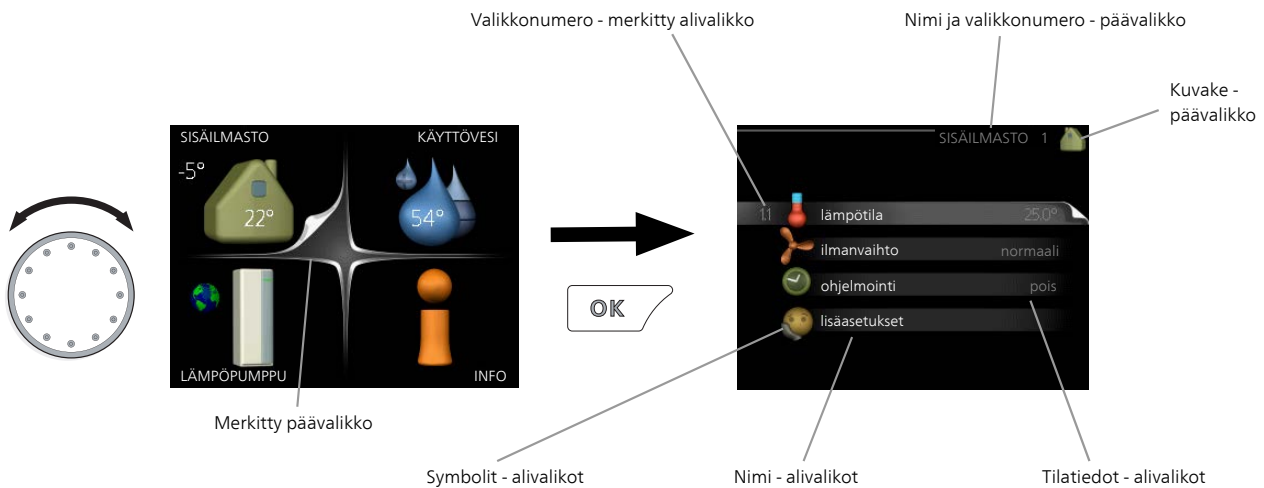 Valikkonumero - merkitty alivalikko
Nimi ja valikkonumero - päävalikko
Kuvake -
päävalikko
SISÄILMASTO
KÄYTTÖVESI
-5°
22°
54°
LÄMPÖPUMPPU
INFO
Merkitty päävalikko
OK
SISÄILMASTO 1
1.1 lämpötila 25.0°
ilmanvaihto normaali
ohjelmointi pois
lisäasetukset
Symbolit - alivalikot
Nimi - alivalikot
Tilatiedot - alivalikot